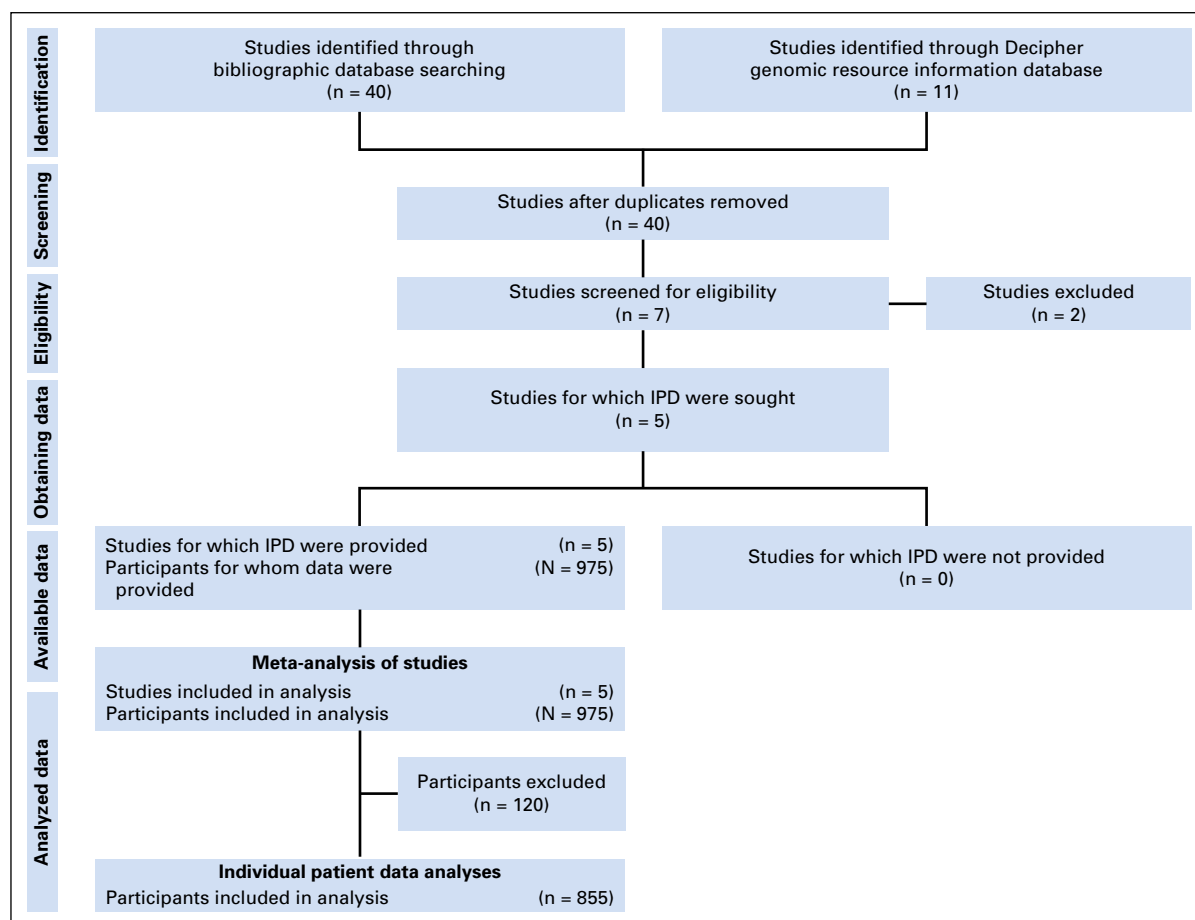 Identification
Studies identified through
bibliographic database searching
(n = 40)
Studies identified through Decipher
genomic resource information database
(n = 11)
Screening
Studies after duplicates removed
(n = 40)
Eligibility
Studies screened for eligibility
(n = 7)
Studies excluded
(n = 2)
Obtaining data
Studies for which IPD were sought
(n = 5)
Available data
Studies for which IPD were provided (n = 5)
Participants for whom data were (N = 975)
provided
Studies for which IPD were not provided
(n = 0)
Meta-analysis of studies
Studies included in analysis (n = 5)
Participants included in analysis (N = 975)
Analyzed data
Participants excluded
(n = 120)
Individual patient data analyses
Participants included in analysis (n = 855)